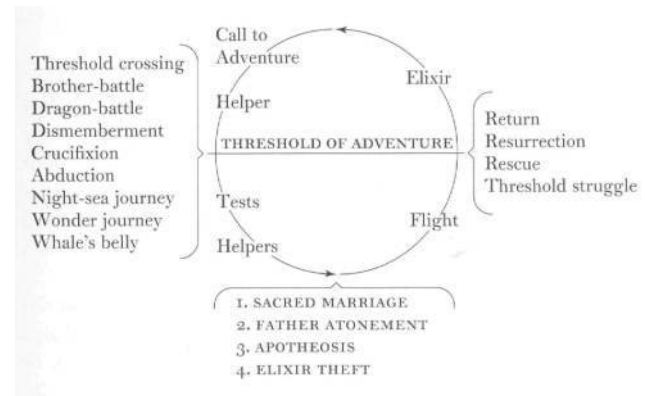 Call to
Adventure
Helper
Threshold crossing
Brother-battle
Dragon-battle
Dismemberment
Crucifixion
Abduction
Night-sea journey
Wonder journey
Whale's belly
THRESHOLD OF ADVENTURE
Elixir
Return
Resurrection
Rescue
Threshold struggle
Tests
Helpers
Flight
1. SACRED MARRIAGE
2. FATHER ATONEMENT
3. APOTHEOSIS
4. ELIXIR THEFT